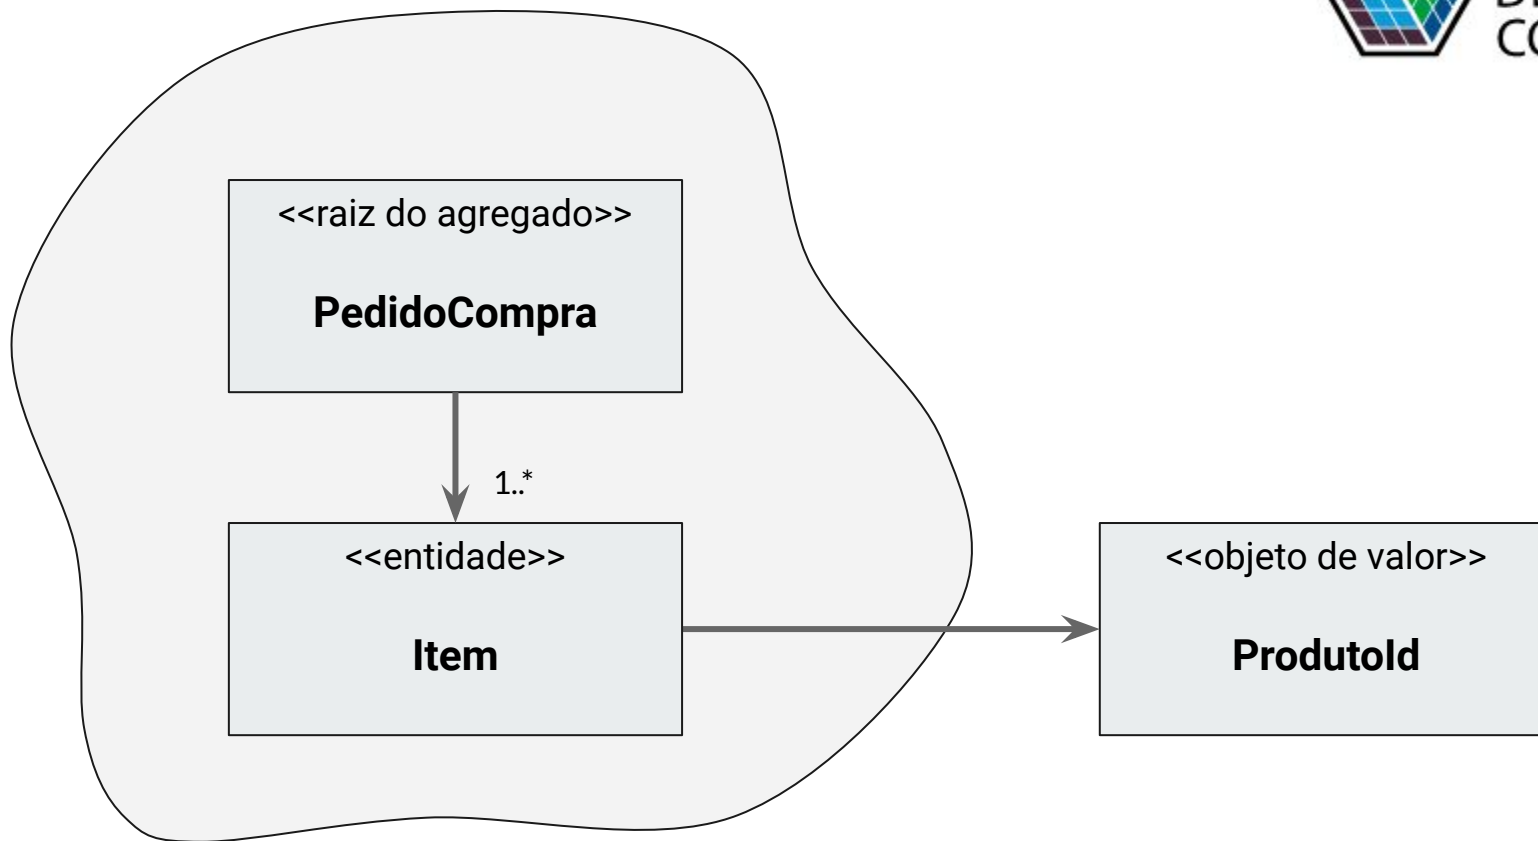 <<raiz do agregado>>
PedidoCompra
1..*
<<entidade>>
Item
<<objeto de valor>>
ProdutoId